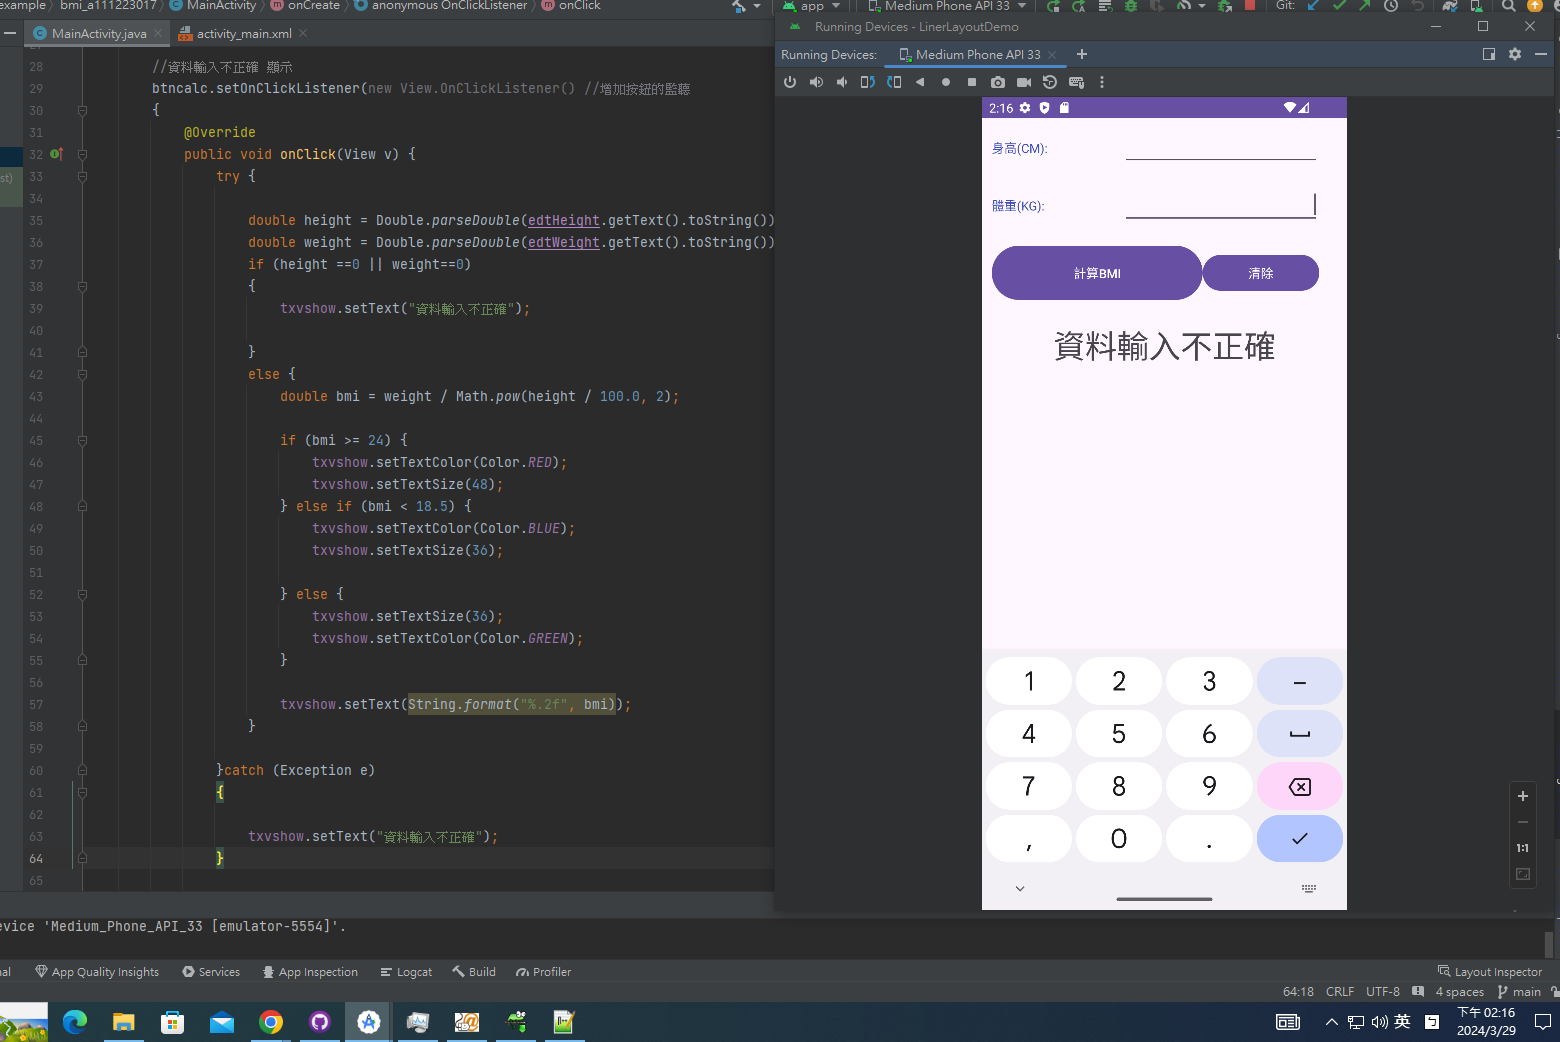 example > bmi_a111223017 > MainActivity > onCreate > anonymous OnClickListener > onClick
app
Medium Phone API 33
Git:
MainActivity.java
activity_main.xml
Running Devices - LinerLayoutDemo
Running Devices:
Medium Phone API 33
28 //資料輸入不正確 顯示
29 btncalc.setOnClickListener(new View.OnClickListener() //增加按鈕的監聽
30 {
31 @Override
32 public void onClick(View v) {
33 try {
34
35 double height = Double.parseDouble(edtHeight.getText().toString())
36 double weight = Double.parseDouble(edtWeight.getText().toString())
37 if (height ==0 || weight==0)
38 {
39 txvshow.setText("資料輸入不正確");
40
41 }
42 else {
43 double bmi = weight / Math.pow(height / 100.0, 2);
44
45 if (bmi >= 24) {
46 txvshow.setTextColor(Color.RED);
47 txvshow.setTextSize(48);
48 } else if (bmi < 18.5) {
49 txvshow.setTextColor(Color.BLUE);
50 txvshow.setTextSize(36);
51
52 } else {
53 txvshow.setTextSize(36);
54 txvshow.setTextColor(Color.GREEN);
55 }
56
57 txvshow.setText(String.format("%.2f", bmi));
58 }
59
60 }catch (Exception e)
61 {
62
63 txvshow.setText("資料輸入不正確");
64 }
65
st)
2:16
身高(CM):
體重(KG):
計算BMI
清除
資料輸入不正確
1 2 3 –
4 5 6
7 8 9
, 0 .
1:1
evice 'Medium_Phone_API_33 [emulator-5554]'.
nal
App Quality Insights
Services
App Inspection
Logcat
Build
Profiler
Layout Inspector
64:18 CRLF UTF-8 4 spaces main
英
下午 02:16
2024/3/29